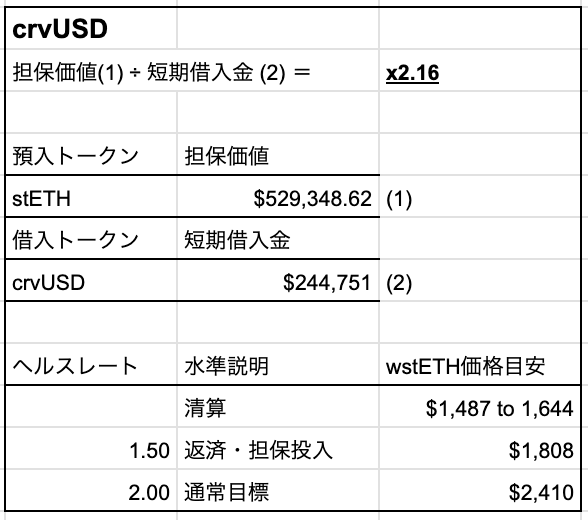 crvUSD
担保価値(1) ÷ 短期借入金 (2) ＝ x2.16
預入トークン 担保価値
stETH $529,348.62 (1)
借入トークン 短期借入金
crvUSD $244,751 (2)
ヘルスレート 水準説明 wstETH価格目安
清算 $1,487 to 1,644
1.50 返済・担保投入 $1,808
2.00 通常目標 $2,410